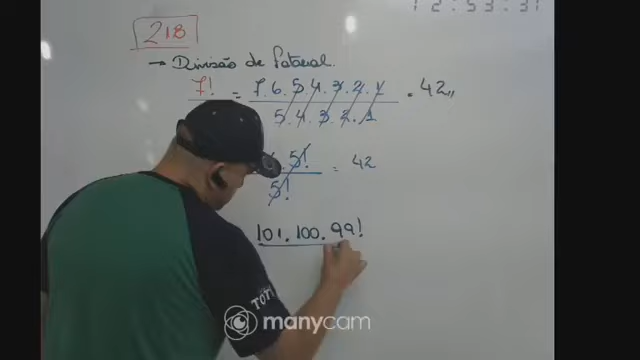 12:53:31
218
→ Divisão de Fatorial.
7! = 7.6.5.4.3.2.1 = 42,,
5.4.3.2.1
.5! = 42
5!
101.100.99!
manycam